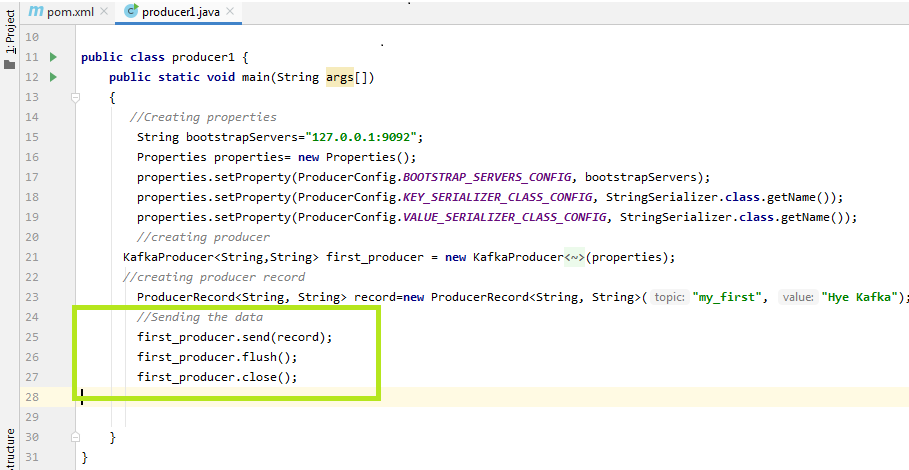 pom.xml
producer1.java
1: Project
10
11 public class producer1 {
12 public static void main(String args[])
13 {
14 //Creating properties
15 String bootstrapServers="127.0.0.1:9092";
16 Properties properties= new Properties();
17 properties.setProperty(ProducerConfig.BOOTSTRAP_SERVERS_CONFIG, bootstrapServers);
18 properties.setProperty(ProducerConfig.KEY_SERIALIZER_CLASS_CONFIG, StringSerializer.class.getName());
19 properties.setProperty(ProducerConfig.VALUE_SERIALIZER_CLASS_CONFIG, StringSerializer.class.getName());
20 //creating producer
21 KafkaProducer<String,String> first_producer = new KafkaProducer<~>(properties);
22 //creating producer record
23 ProducerRecord<String, String> record=new ProducerRecord<String, String>( topic: "my_first", value: "Hye Kafka");
24 //Sending the data
25 first_producer.send(record);
26 first_producer.flush();
27 first_producer.close();
28
29
30 }
31 }